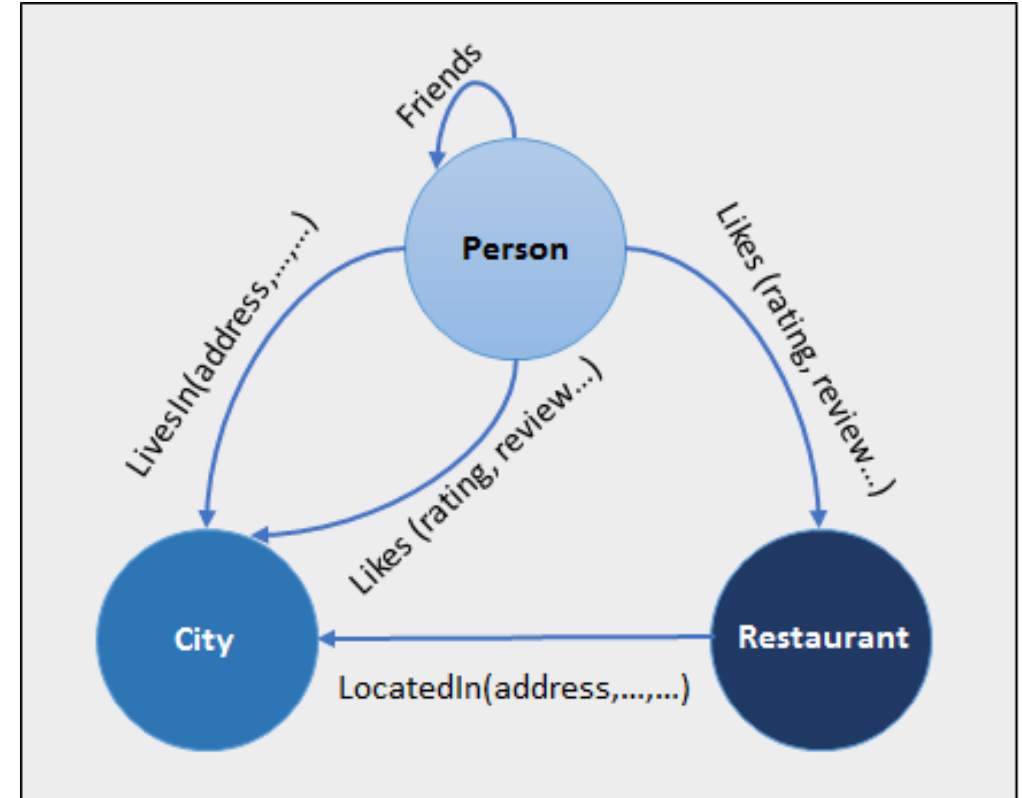 Friends
Person
LivesIn(address,...,...)
Likes (rating, review...)
Likes (rating, review...)
City
Restaurant
LocatedIn(address,...,...)